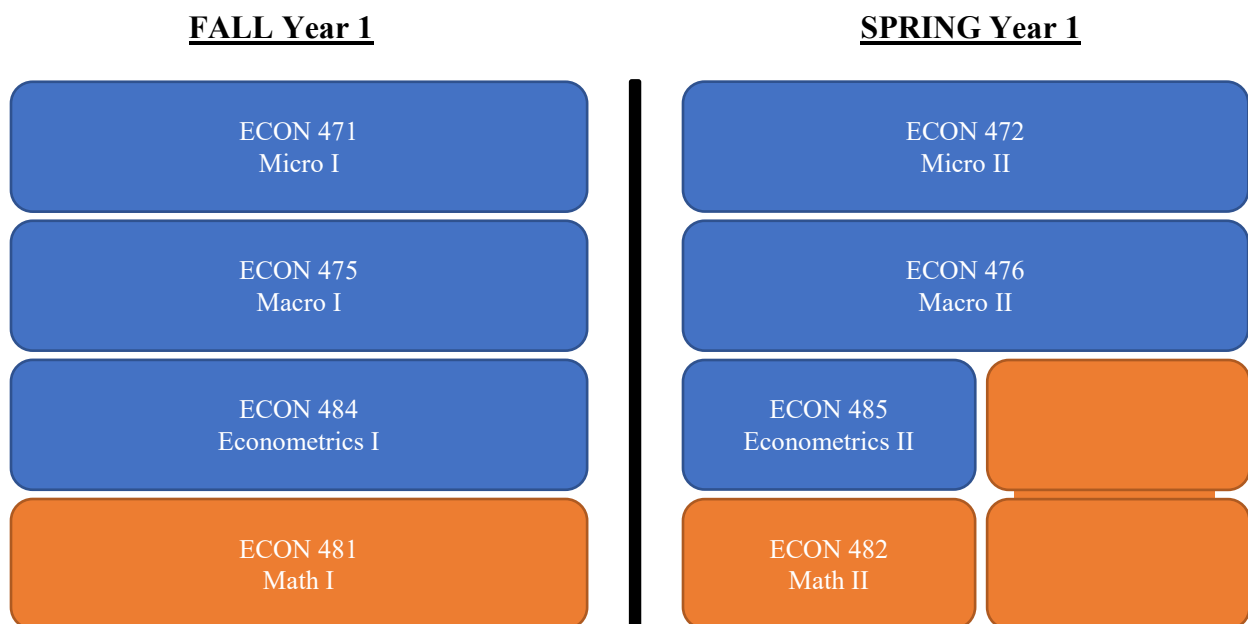 FALL Year 1
SPRING Year 1
ECON 471
Micro I
ECON 472
Micro II
ECON 475
Macro I
ECON 476
Macro II
ECON 484
Econometrics I
ECON 485
Econometrics II
ECON 481
Math I
ECON 482
Math II